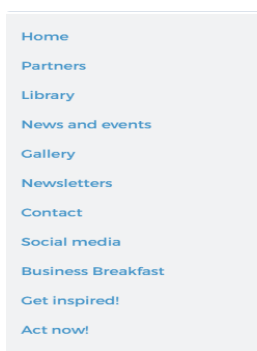 Home
Partners
Library
News and events
Gallery
Newsletters
Contact
Social media
Business Breakfast
Get inspired!
Act now!